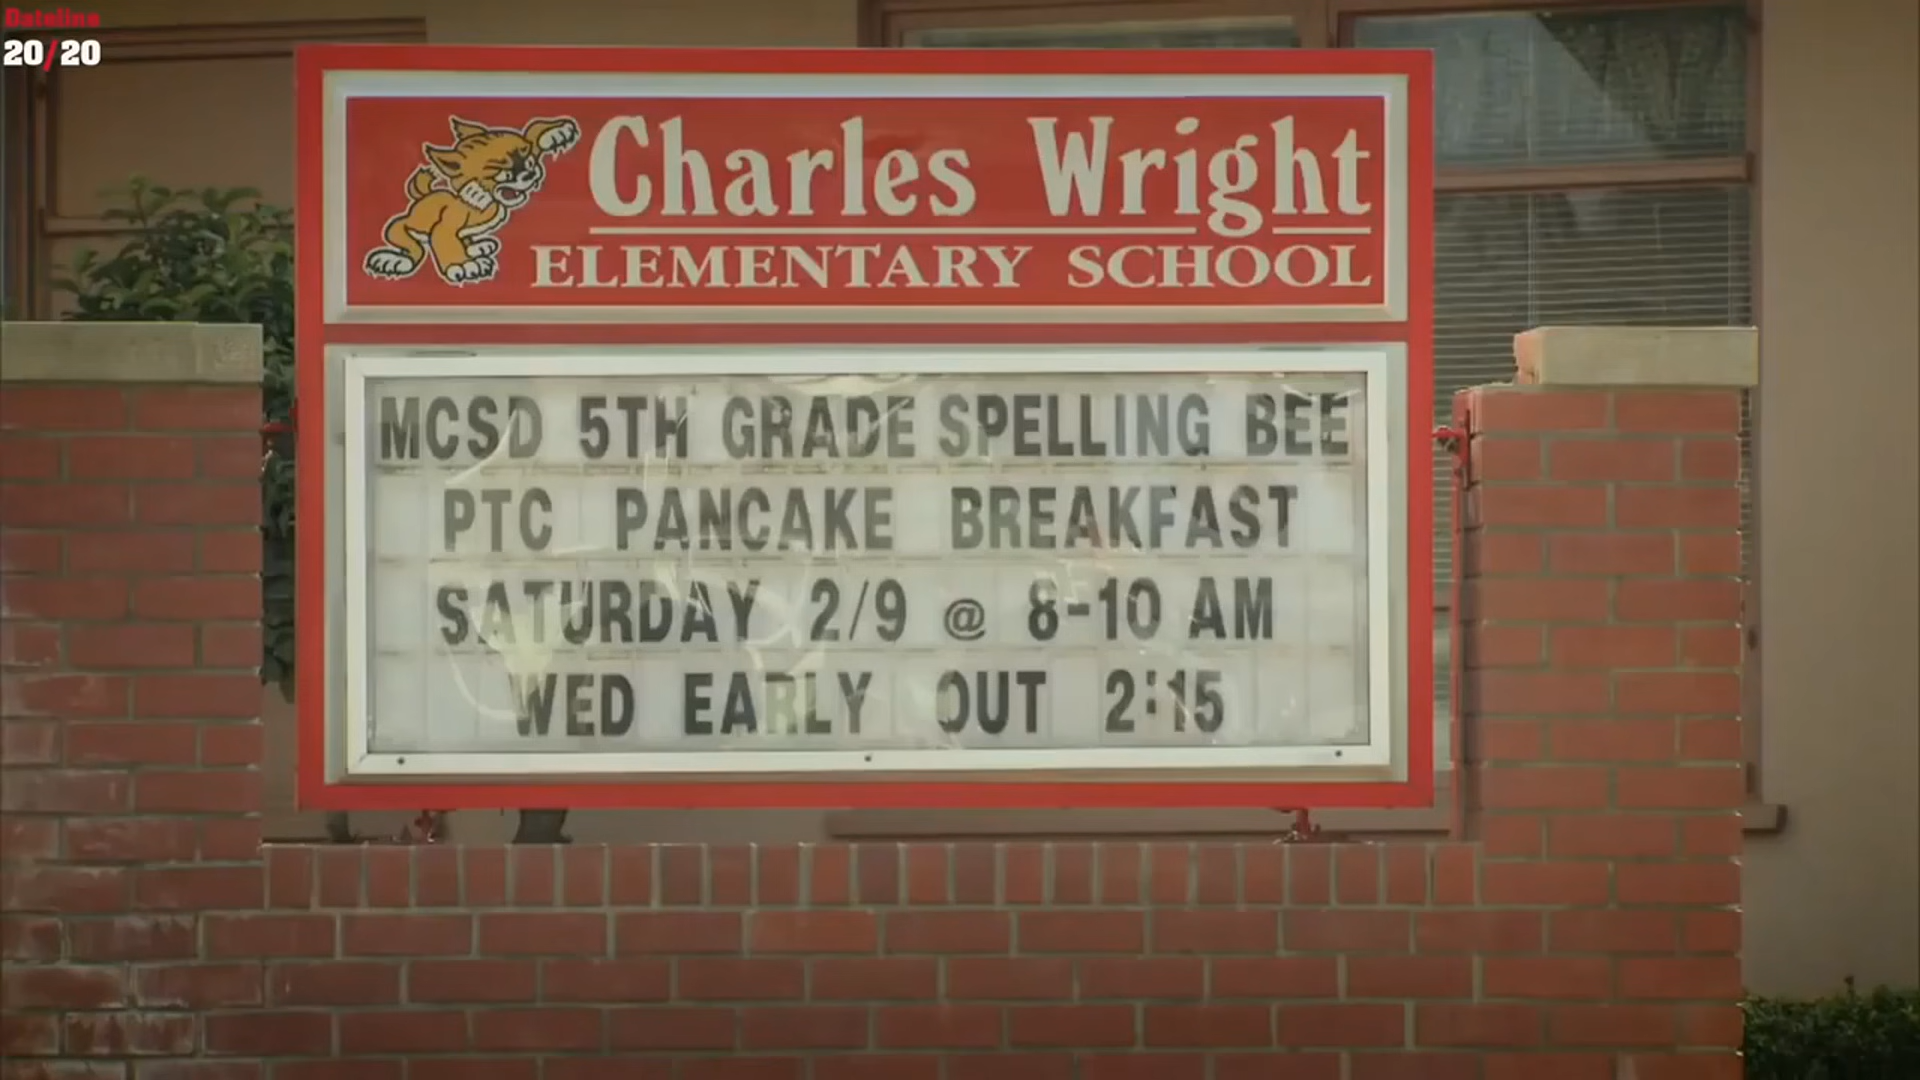 Dateline
20/20
Charles Wright
ELEMENTARY SCHOOL
MCSD 5TH GRADE SPELLING BEE
PTC PANCAKE BREAKFAST
SATURDAY 2/9 @ 8-10 AM
WED EARLY OUT 2:15